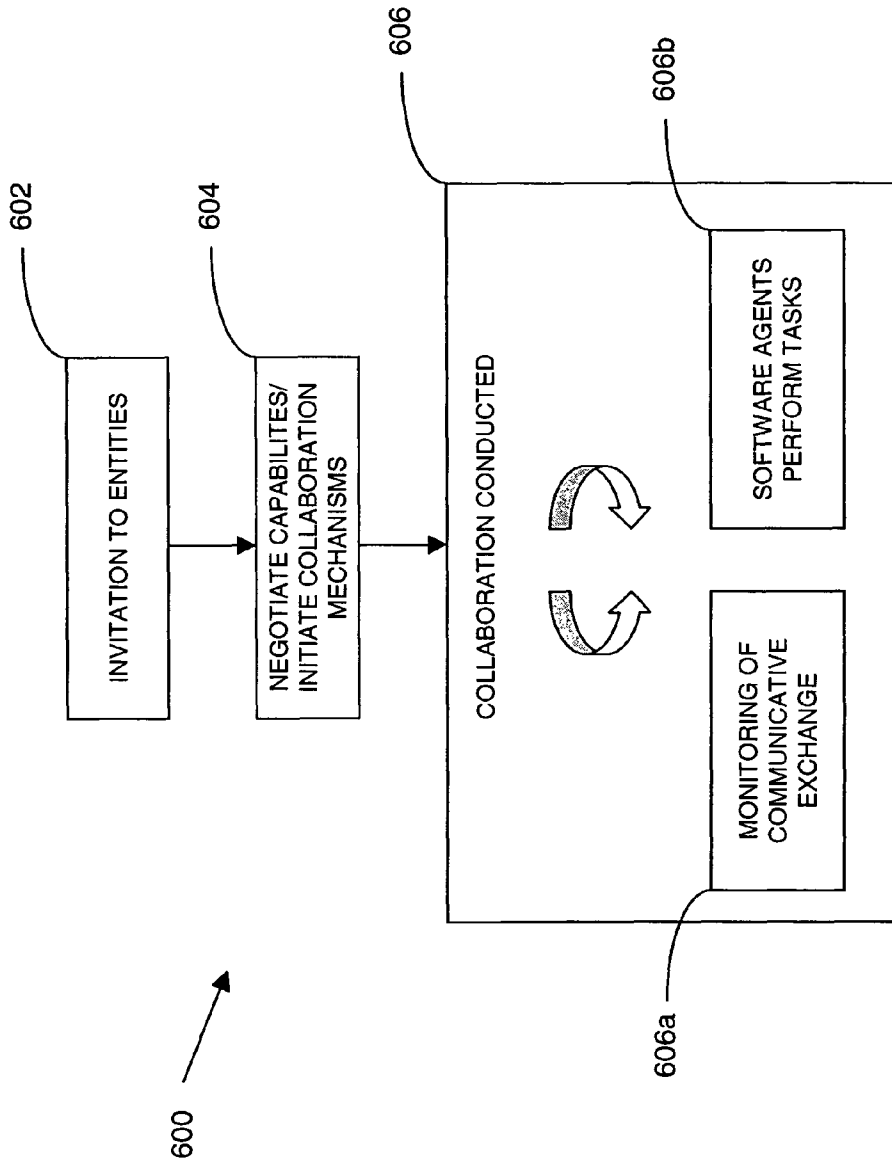 600
602
INVITATION TO ENTITIES
604
NEGOTIATE CAPABILITES/
INITIATE COLLABORATION
MECHANISMS
606
COLLABORATION CONDUCTED
606a
MONITORING OF
COMMUNICATIVE
EXCHANGE
606b
SOFTWARE AGENTS
PERFORM TASKS